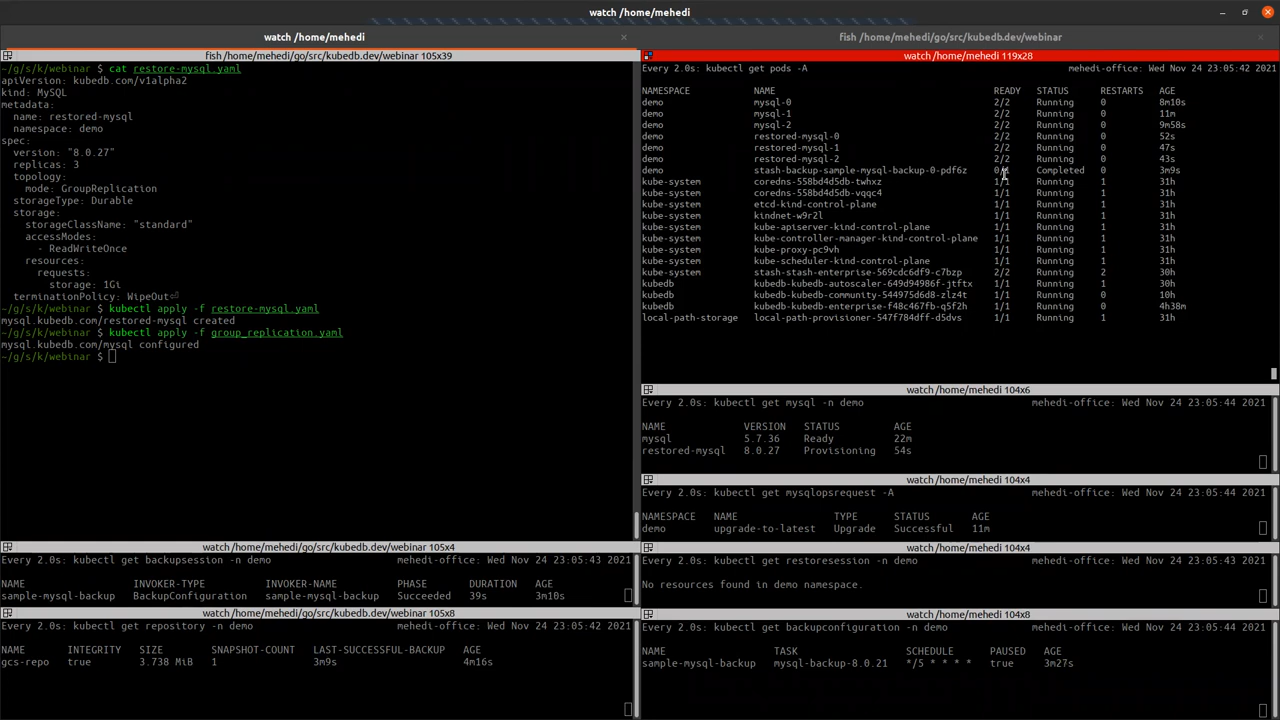 watch /home/mehedi
watch /home/mehedi
fish /home/mehedi/go/src/kubedb.dev/webinar
fish /home/mehedi/go/src/kubedb.dev/webinar 105x39
~/g/s/k/webinar $ cat restore-mysql.yaml
apiVersion: kubedb.com/v1alpha2
kind: MySQL
metadata:
  name: restored-mysql
  namespace: demo
spec:
  version: "8.0.27"
  replicas: 3
  topology:
    mode: GroupReplication
  storageType: Durable
  storage:
    storageClassName: "standard"
    accessModes:
      - ReadWriteOnce
    resources:
      requests:
        storage: 1Gi
  terminationPolicy: WipeOut⏎
~/g/s/k/webinar $ kubectl apply -f restore-mysql.yaml
mysql.kubedb.com/restored-mysql created
~/g/s/k/webinar $ kubectl apply -f group_replication.yaml
mysql.kubedb.com/mysql configured
~/g/s/k/webinar $
watch /home/mehedi 119x28
Every 2.0s: kubectl get pods -A mehedi-office: Wed Nov 24 23:05:42 2021
NAMESPACE NAME READY STATUS RESTARTS AGE
demo mysql-0 2/2 Running 0 8m10s
demo mysql-1 2/2 Running 0 11m
demo mysql-2 2/2 Running 0 9m58s
demo restored-mysql-0 2/2 Running 0 52s
demo restored-mysql-1 2/2 Running 0 47s
demo restored-mysql-2 2/2 Running 0 43s
demo stash-backup-sample-mysql-backup-0-pdf6z 0/1 Completed 0 3m9s
kube-system coredns-558bd4d5db-twhxz 1/1 Running 1 31h
kube-system coredns-558bd4d5db-vqqc4 1/1 Running 1 31h
kube-system etcd-kind-control-plane 1/1 Running 1 31h
kube-system kindnet-w9r2l 1/1 Running 1 31h
kube-system kube-apiserver-kind-control-plane 1/1 Running 1 31h
kube-system kube-controller-manager-kind-control-plane 1/1 Running 1 31h
kube-system kube-proxy-pc9vh 1/1 Running 1 31h
kube-system kube-scheduler-kind-control-plane 1/1 Running 1 31h
kube-system stash-stash-enterprise-569cdc6df9-c7bzp 2/2 Running 2 30h
kubedb kubedb-kubedb-autoscaler-649d94986f-jtftx 1/1 Running 1 30h
kubedb kubedb-kubedb-community-544975d6d8-zlz4t 1/1 Running 0 10h
kubedb kubedb-kubedb-enterprise-f48c467fb-q5f2h 1/1 Running 0 4h38m
local-path-storage local-path-provisioner-547f784dff-d5dvs 1/1 Running 1 31h
watch /home/mehedi 104x6
Every 2.0s: kubectl get mysql -n demo mehedi-office: Wed Nov 24 23:05:44 2021
NAME VERSION STATUS AGE
mysql 5.7.36 Ready 22m
restored-mysql 8.0.27 Provisioning 54s
watch /home/mehedi 104x4
Every 2.0s: kubectl get mysqlopsrequest -A mehedi-office: Wed Nov 24 23:05:44 2021
NAMESPACE NAME TYPE STATUS AGE
demo upgrade-to-latest Upgrade Successful 11m
watch /home/mehedi/go/src/kubedb.dev/webinar 105x4
Every 2.0s: kubectl get backupsession -n demo mehedi-office: Wed Nov 24 23:05:43 2021
NAME INVOKER-TYPE INVOKER-NAME PHASE DURATION AGE
sample-mysql-backup BackupConfiguration sample-mysql-backup Succeeded 39s 3m10s
watch /home/mehedi 104x4
Every 2.0s: kubectl get restoresession -n demo mehedi-office: Wed Nov 24 23:05:44 2021
No resources found in demo namespace.
watch /home/mehedi/go/src/kubedb.dev/webinar 105x8
Every 2.0s: kubectl get repository -n demo mehedi-office: Wed Nov 24 23:05:42 2021
NAME INTEGRITY SIZE SNAPSHOT-COUNT LAST-SUCCESSFUL-BACKUP AGE
gcs-repo true 3.738 MiB 1 3m9s 4m16s
watch /home/mehedi 104x8
Every 2.0s: kubectl get backupconfiguration -n demo mehedi-office: Wed Nov 24 23:05:44 2021
NAME TASK SCHEDULE PAUSED AGE
sample-mysql-backup mysql-backup-8.0.21 */5 * * * * true 3m27s